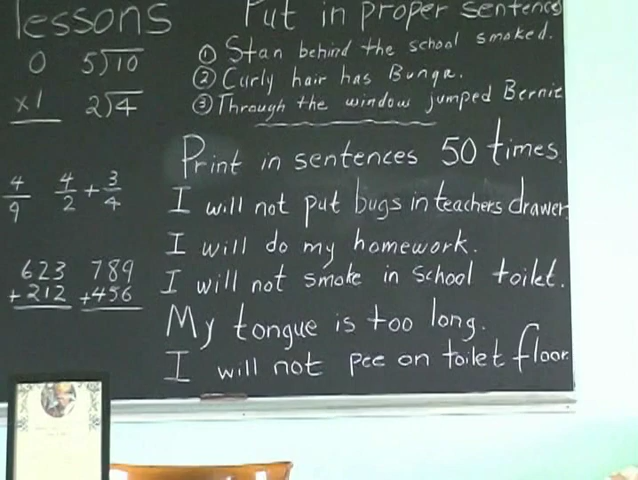 lessons
0 5)10
x1 2)4
4/9 4/2 + 3/4
623 789
+212 +456
Put in proper sentence
① Stan behind the school smoked.
② Curly hair has Bunga.
③ Through the window jumped Bernie
Print in sentences 50 times.
I will not put bugs in teachers drawer.
I will do my homework.
I will not smoke in school toilet.
My tongue is too long.
I will not pee on toilet floor.